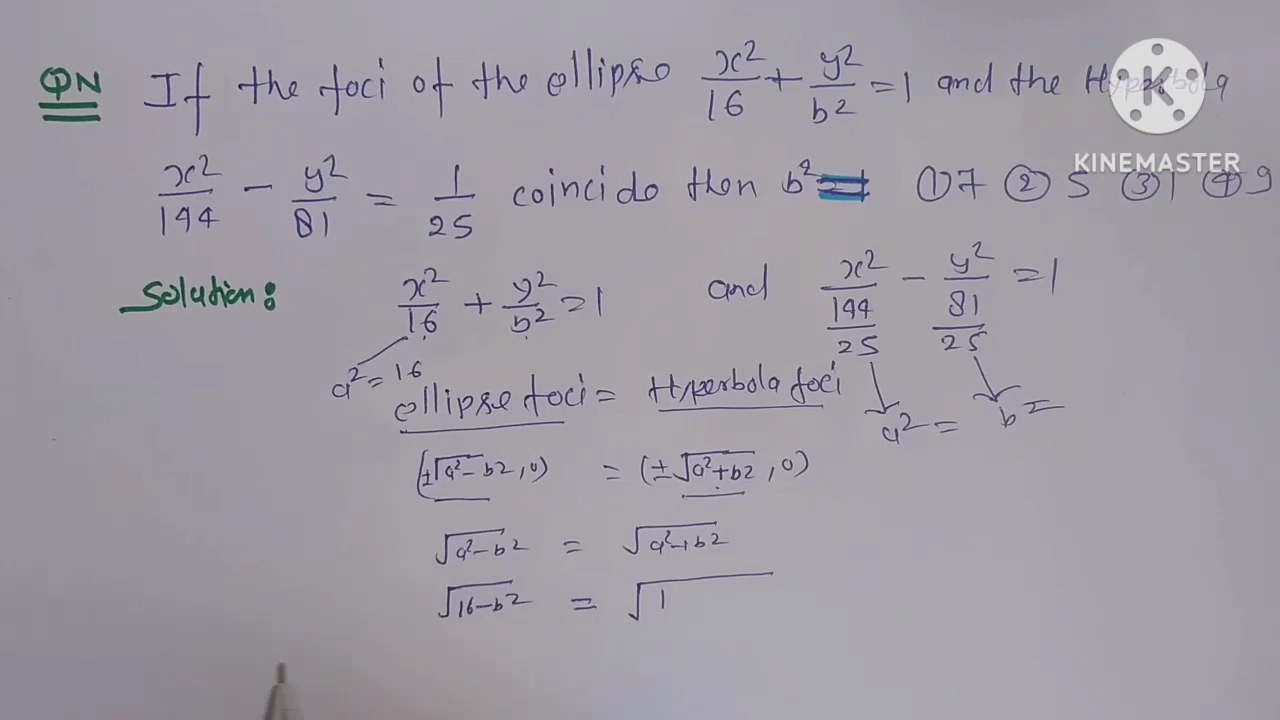 QN If the foci of the ellipse x²/16 + y²/b² = 1 and the Hyperbola
KINEMASTER
x²/144 - y²/81 = 1/25 coincide then b² = ① 7 ② 5 ③ 1 ④ 9
Solution: x²/16 + y²/b² = 1 and x²/(144/25) - y²/(81/25) = 1
a² = 16
ellipse foci = Hyperbola foci a² = b² =
(±√(a²-b²), 0) = (±√(a²+b²), 0)
√(a²-b²) = √(a²+b²)
√(16-b²) = √1